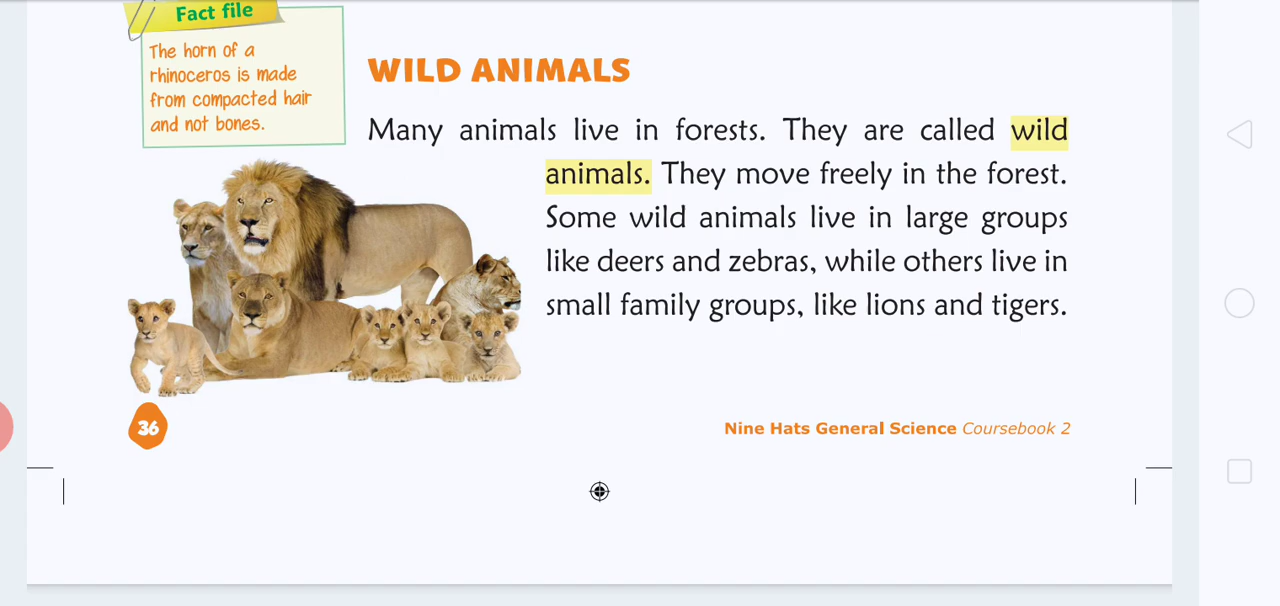 Fact file
The horn of a
rhinoceros is made
from compacted hair
and not bones.
WILD ANIMALS
Many animals live in forests. They are called wild
animals. They move freely in the forest.
Some wild animals live in large groups
like deers and zebras, while others live in
small family groups, like lions and tigers.
36
Nine Hats General Science Coursebook 2